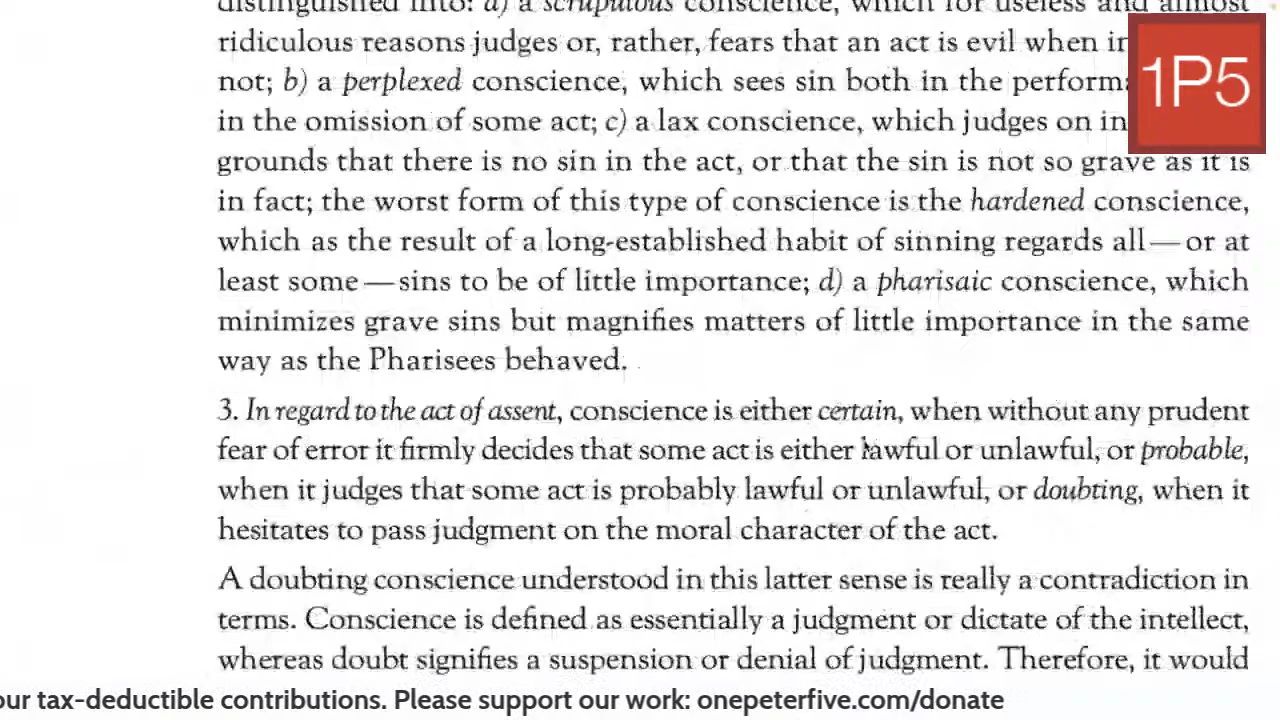 distinguished into: a) a scrupulous conscience, which for useless and almost
ridiculous reasons judges or, rather, fears that an act is evil when
not; b) a perplexed conscience, which sees sin both in the
in the omission of some act; c) a lax conscience, which judges on
grounds that there is no sin in the act, or that the sin is not so grave as it is
in fact; the worst form of this type of conscience is the hardened conscience,
which as the result of a long-established habit of sinning regards all—or at
least some—sins to be of little importance; d) a pharisaic conscience, which
minimizes grave sins but magnifies matters of little importance in the same
way as the Pharisees behaved.
3. In regard to the act of assent, conscience is either certain, when without any prudent
fear of error it firmly decides that some act is either lawful or unlawful, or probable,
when it judges that some act is probably lawful or unlawful, or doubting, when it
hesitates to pass judgment on the moral character of the act.
A doubting conscience understood in this latter sense is really a contradiction in
terms. Conscience is defined as essentially a judgment or dictate of the intellect,
whereas doubt signifies a suspension or denial of judgment. Therefore, it would
1P5
our tax-deductible contributions. Please support our work: onepeterfive.com/donate